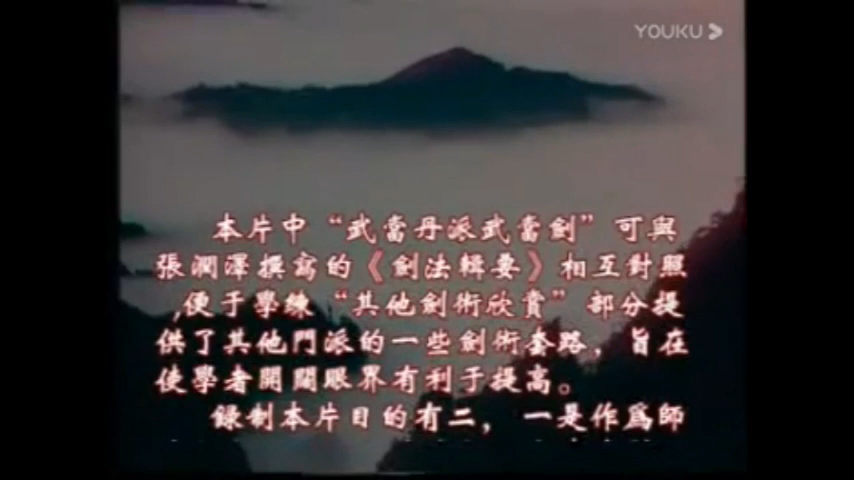 YOUKU
本片中“武當丹派武當劍”可與
張潤澤撰寫的《劍法輯要》相互對照
,便于學練“其他劍術欣賞”部分提
供了其他門派的一些劍術套路，旨在
使學者開闊眼界有利于提高。
錄制本片目的有二，一是作爲師